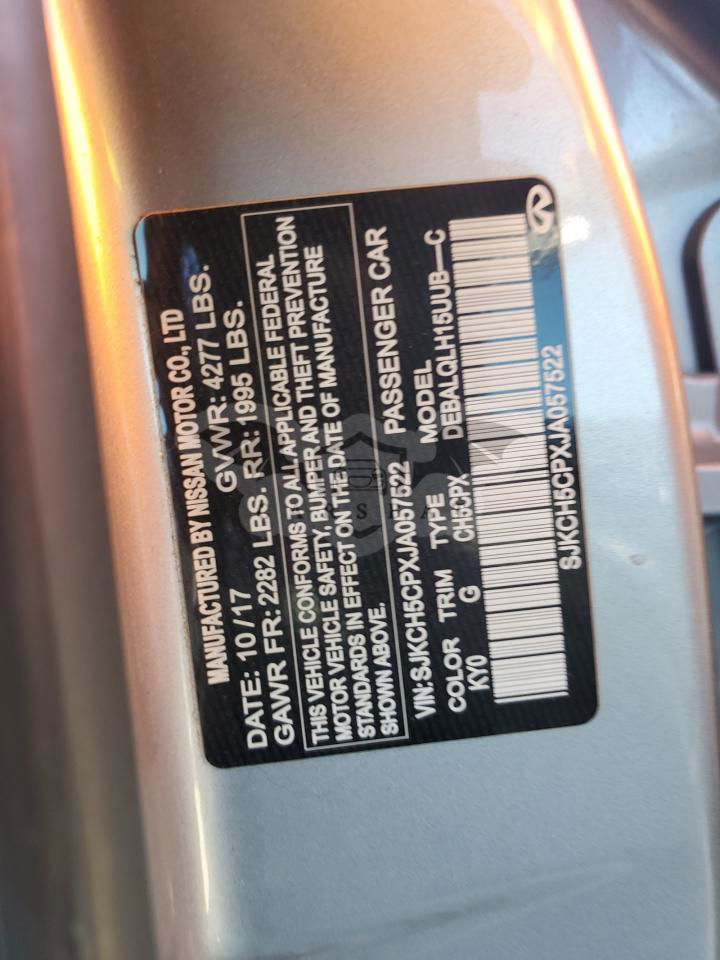 MANUFACTURED BY NISSAN MOTOR CO., LTD
DATE: 10 / 17 GVWR: 4277 LBS.
GAWR FR: 2282 LBS. RR: 1995 LBS.
THIS VEHICLE CONFORMS TO ALL APPLICABLE FEDERAL
MOTOR VEHICLE SAFETY, BUMPER AND THEFT PREVENTION
STANDARDS IN EFFECT ON THE DATE OF MANUFACTURE
SHOWN ABOVE.
VIN: SJKCH5CPXJA057522 PASSENGER CAR
COLOR TRIM TYPE MODEL
KY0 G CH5CPX DEBALQLH15UUB—C
SJKCH5CPXJA057522